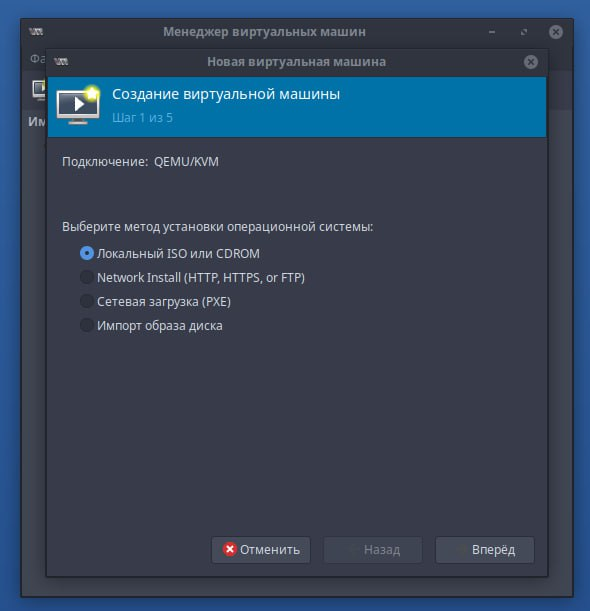 Менеджер виртуальных машин
Новая виртуальная машина
Создание виртуальной машины
Шаг 1 из 5
Подключение: QEMU/KVM
Выберите метод установки операционной системы:
Локальный ISO или CDROM
Network Install (HTTP, HTTPS, or FTP)
Сетевая загрузка (PXE)
Импорт образа диска
Отменить
Назад
Вперёд